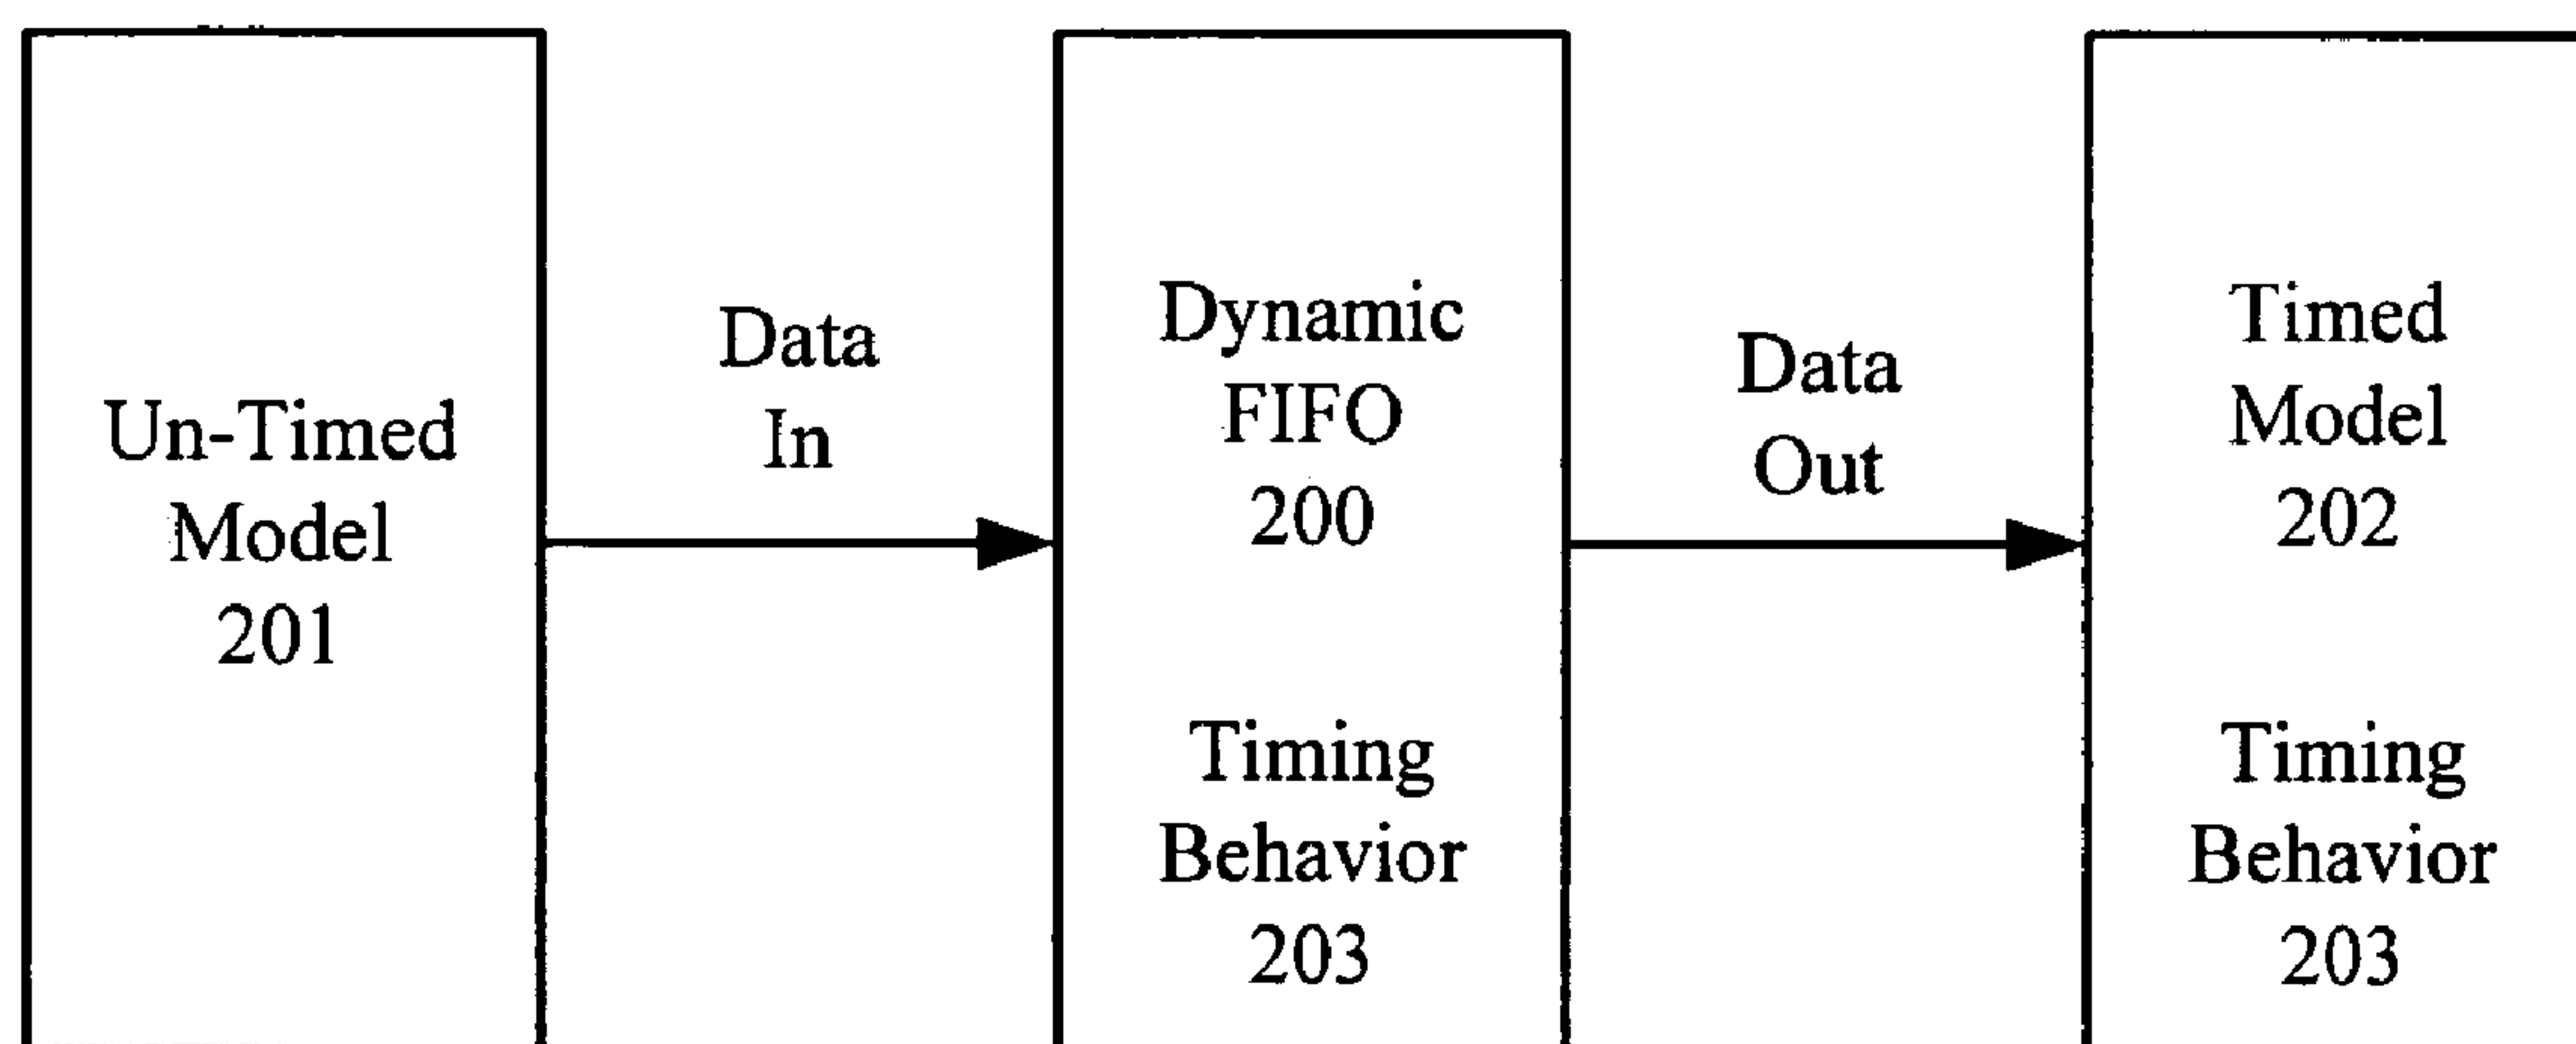 Un-Timed
Model
201
Data
In
Dynamic
FIFO
200
Timing
Behavior
203
Data
Out
Timed
Model
202
Timing
Behavior
203